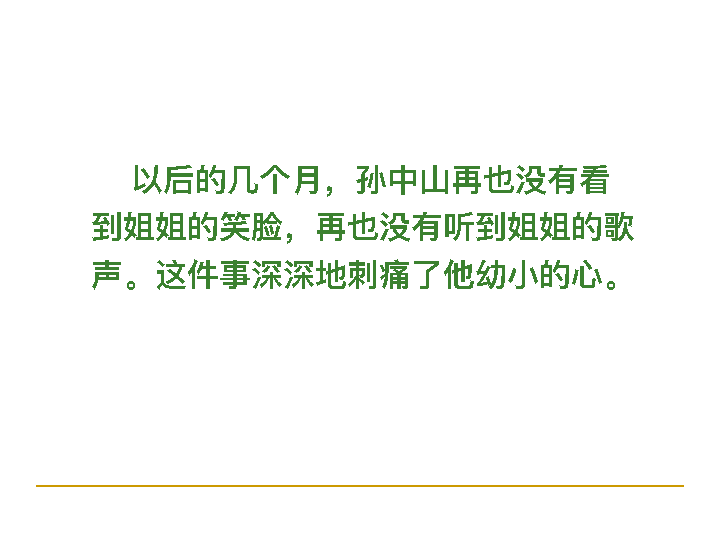 以后的几个月，孙中山再也没有看
到姐姐的笑脸，再也没有听到姐姐的歌
声。这件事深深地刺痛了他幼小的心。